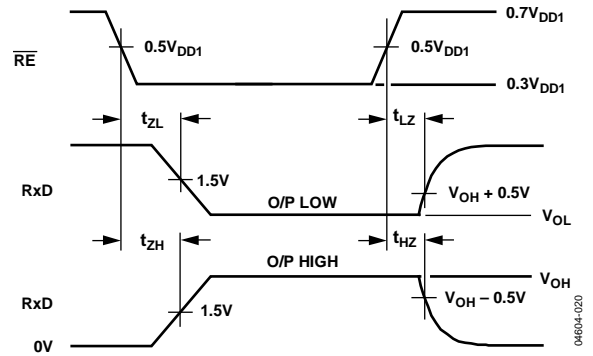 0.7VDD1
RE
0.5VDD1
0.5VDD1
0.3VDD1
tZL
tLZ
RxD
1.5V
O/P LOW
VOH + 0.5V
VOL
tZH
tHZ
O/P HIGH
VOH
RxD
1.5V
VOH – 0.5V
0V
04604-020